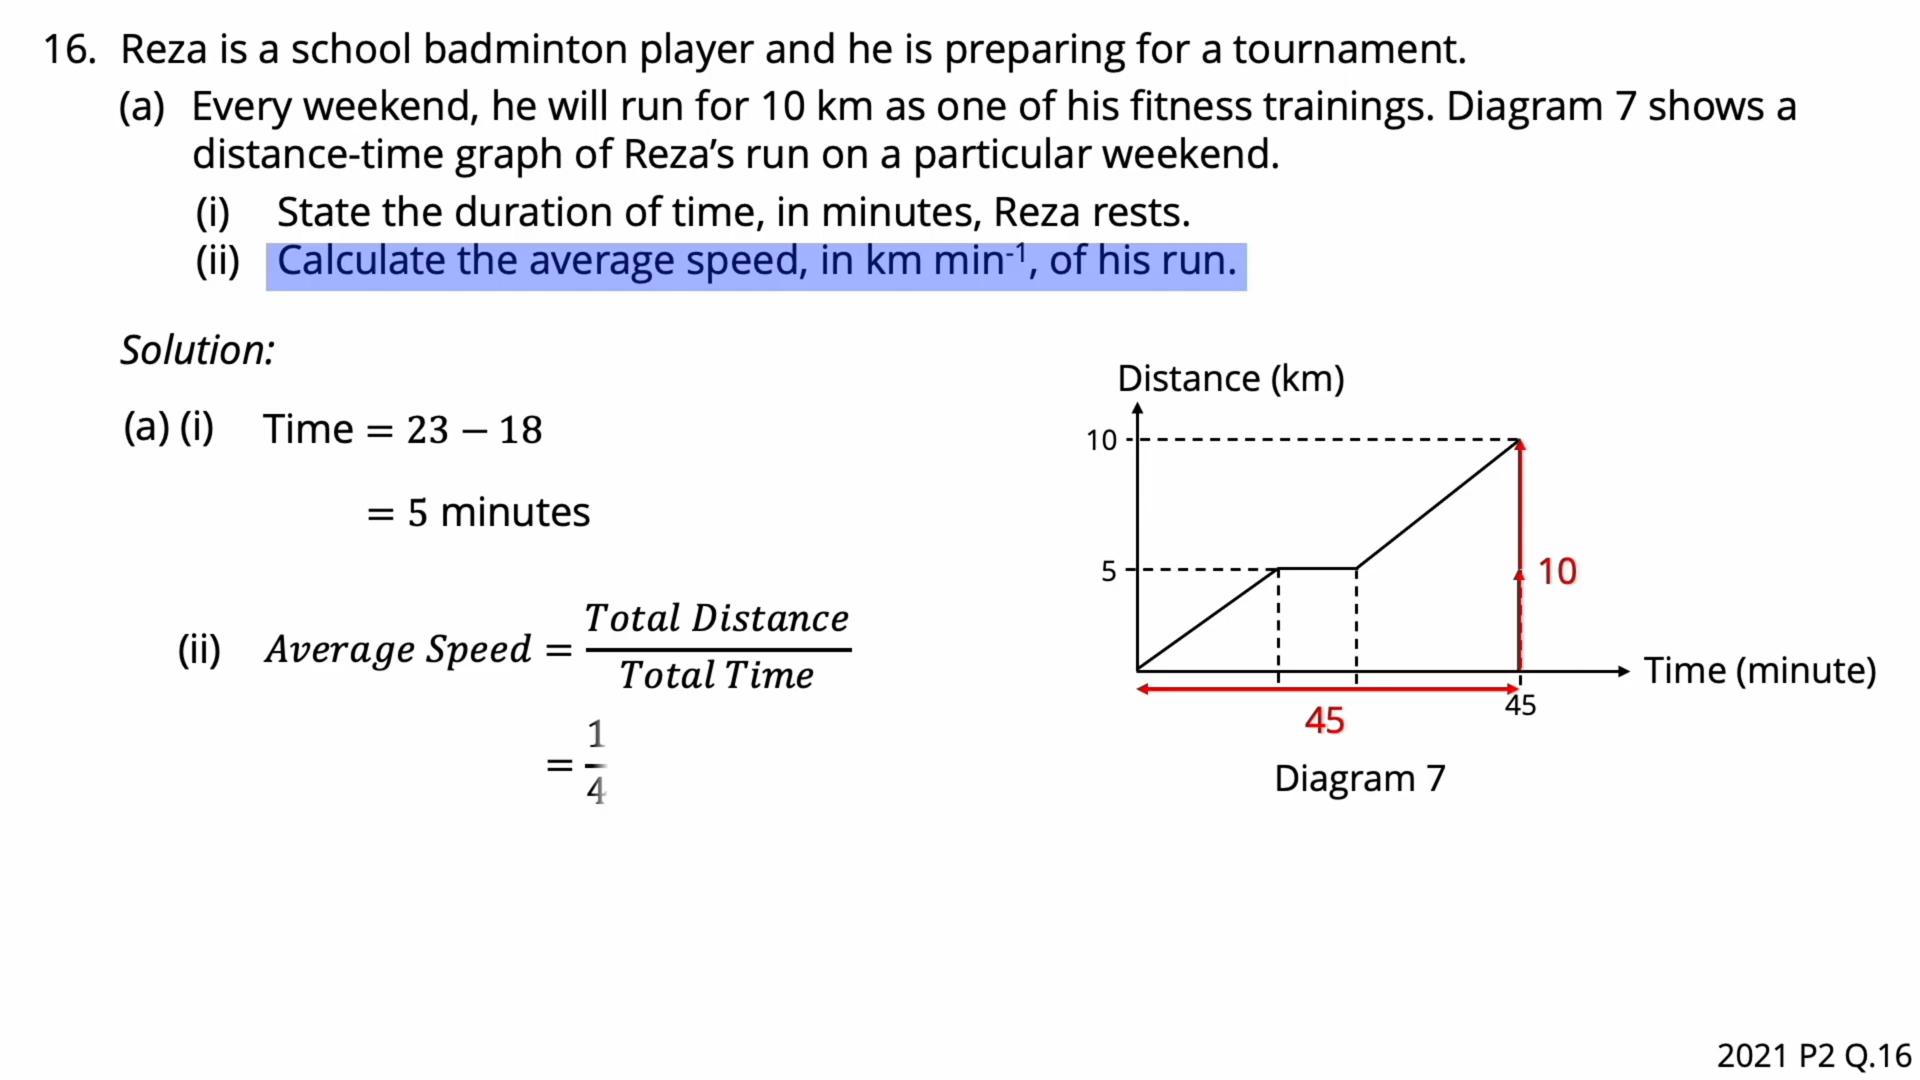 16. Reza is a school badminton player and he is preparing for a tournament.
(a) Every weekend, he will run for 10 km as one of his fitness trainings. Diagram 7 shows a
distance-time graph of Reza’s run on a particular weekend.
(i) State the duration of time, in minutes, Reza rests.
(ii) Calculate the average speed, in km min⁻¹, of his run.
Solution:
(a) (i) Time = 23 − 18
= 5 minutes
(ii) Average Speed = Total Distance / Total Time
= 1 / 4
Distance (km)
10
5
10
Time (minute)
45
45
Diagram 7
2021 P2 Q.16